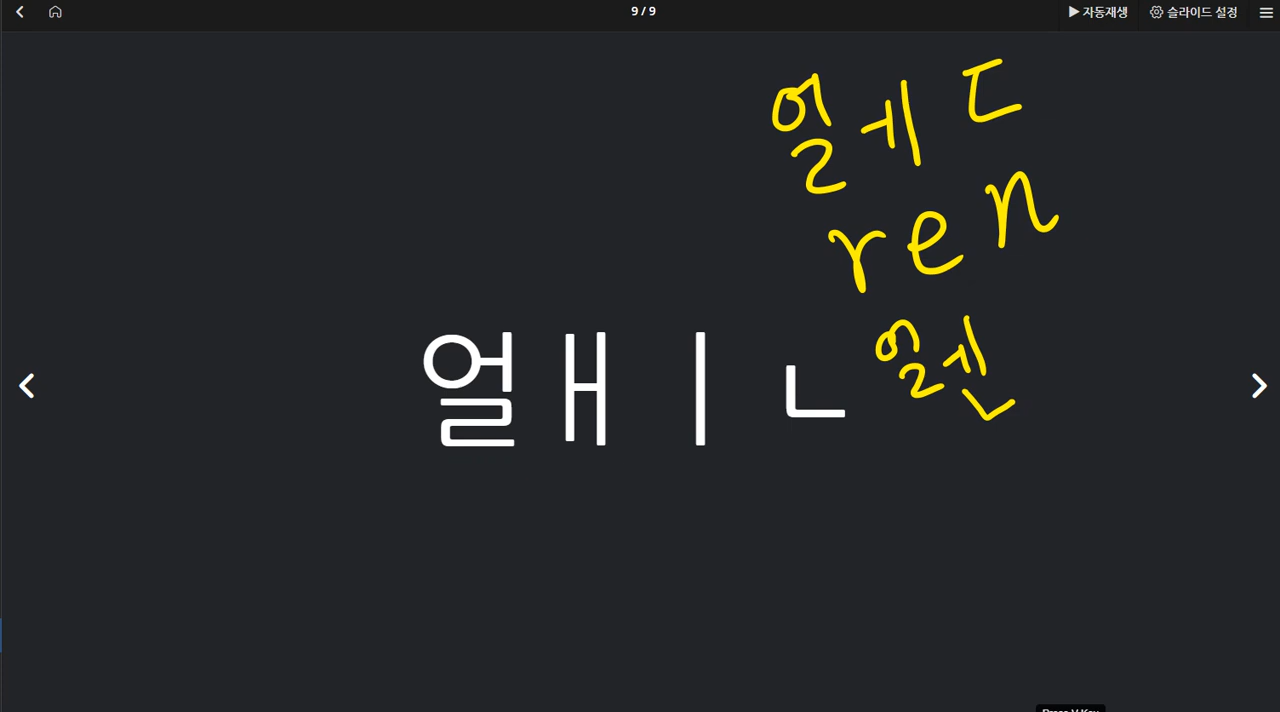 9 / 9
▶ 자동재생
슬라이드 설정
얼ㅔㄷ
ren
얼ㅐㅣㄴ
얼ㅔㄴ